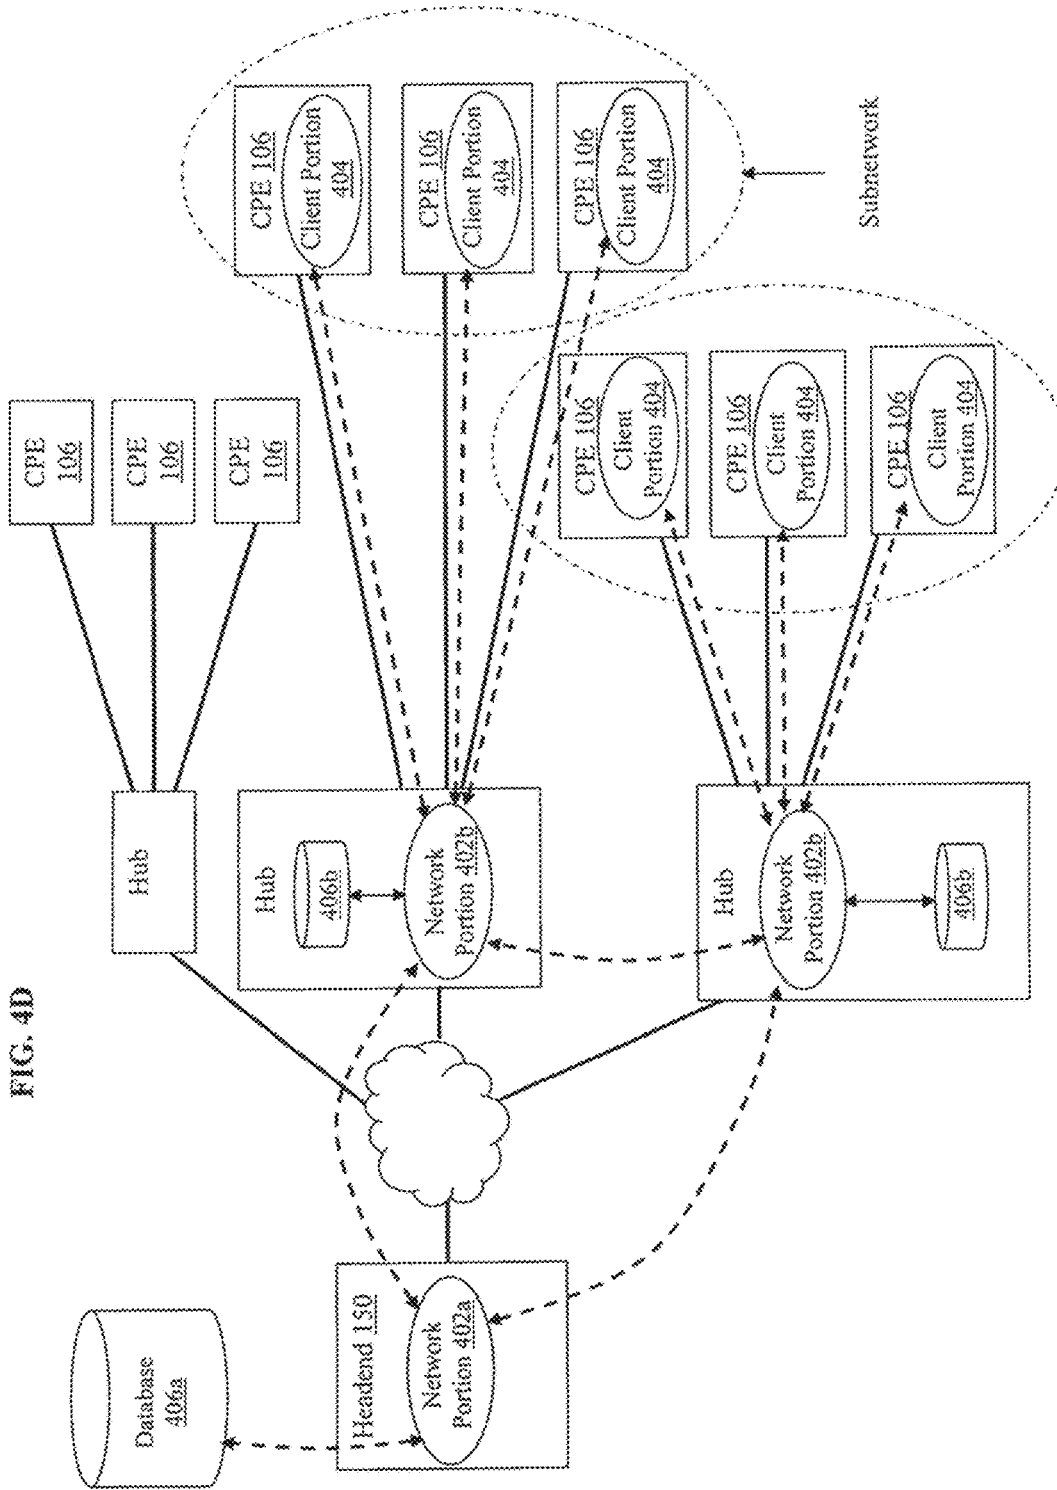 FIG. 4D
Database
406a
Headend 150
Network
Portion 402a
Hub
Hub
406b
Network
Portion 402b
Hub
Network
Portion 402b
406b
CPE
106
CPE
106
CPE
106
CPE 106
Client Portion
404
CPE 106
Client Portion
404
CPE 106
Client Portion
404
CPE 106
Client
Portion 404
CPE 106
Client
Portion 404
CPE 106
Client
Portion 404
Subnetwork